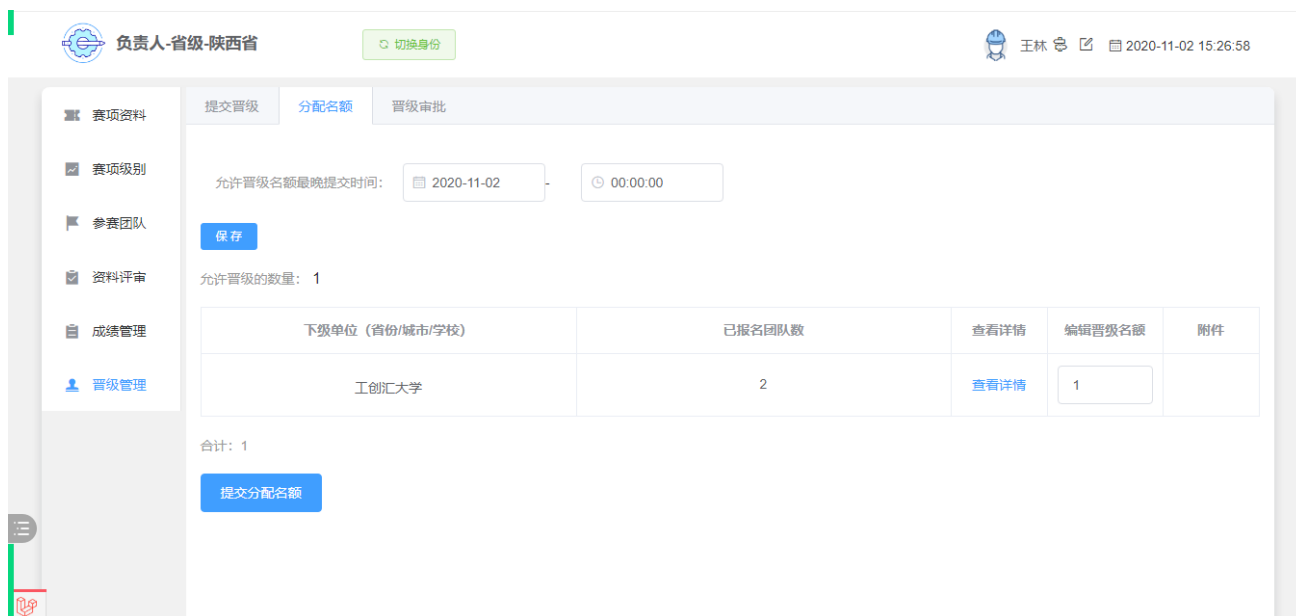 负责人-省级-陕西省
切换身份
王林
2020-11-02 15:26:58
赛项资料
赛项级别
参赛团队
资料评审
成绩管理
晋级管理
提交晋级 分配名额 晋级审批
允许晋级名额最晚提交时间： 2020-11-02 - 00:00:00
保存
允许晋级的数量： 1
下级单位（省份/城市/学校） 已报名团队数 查看详情 编辑晋级名额 附件
工创汇大学 2 查看详情 1
合计： 1
提交分配名额